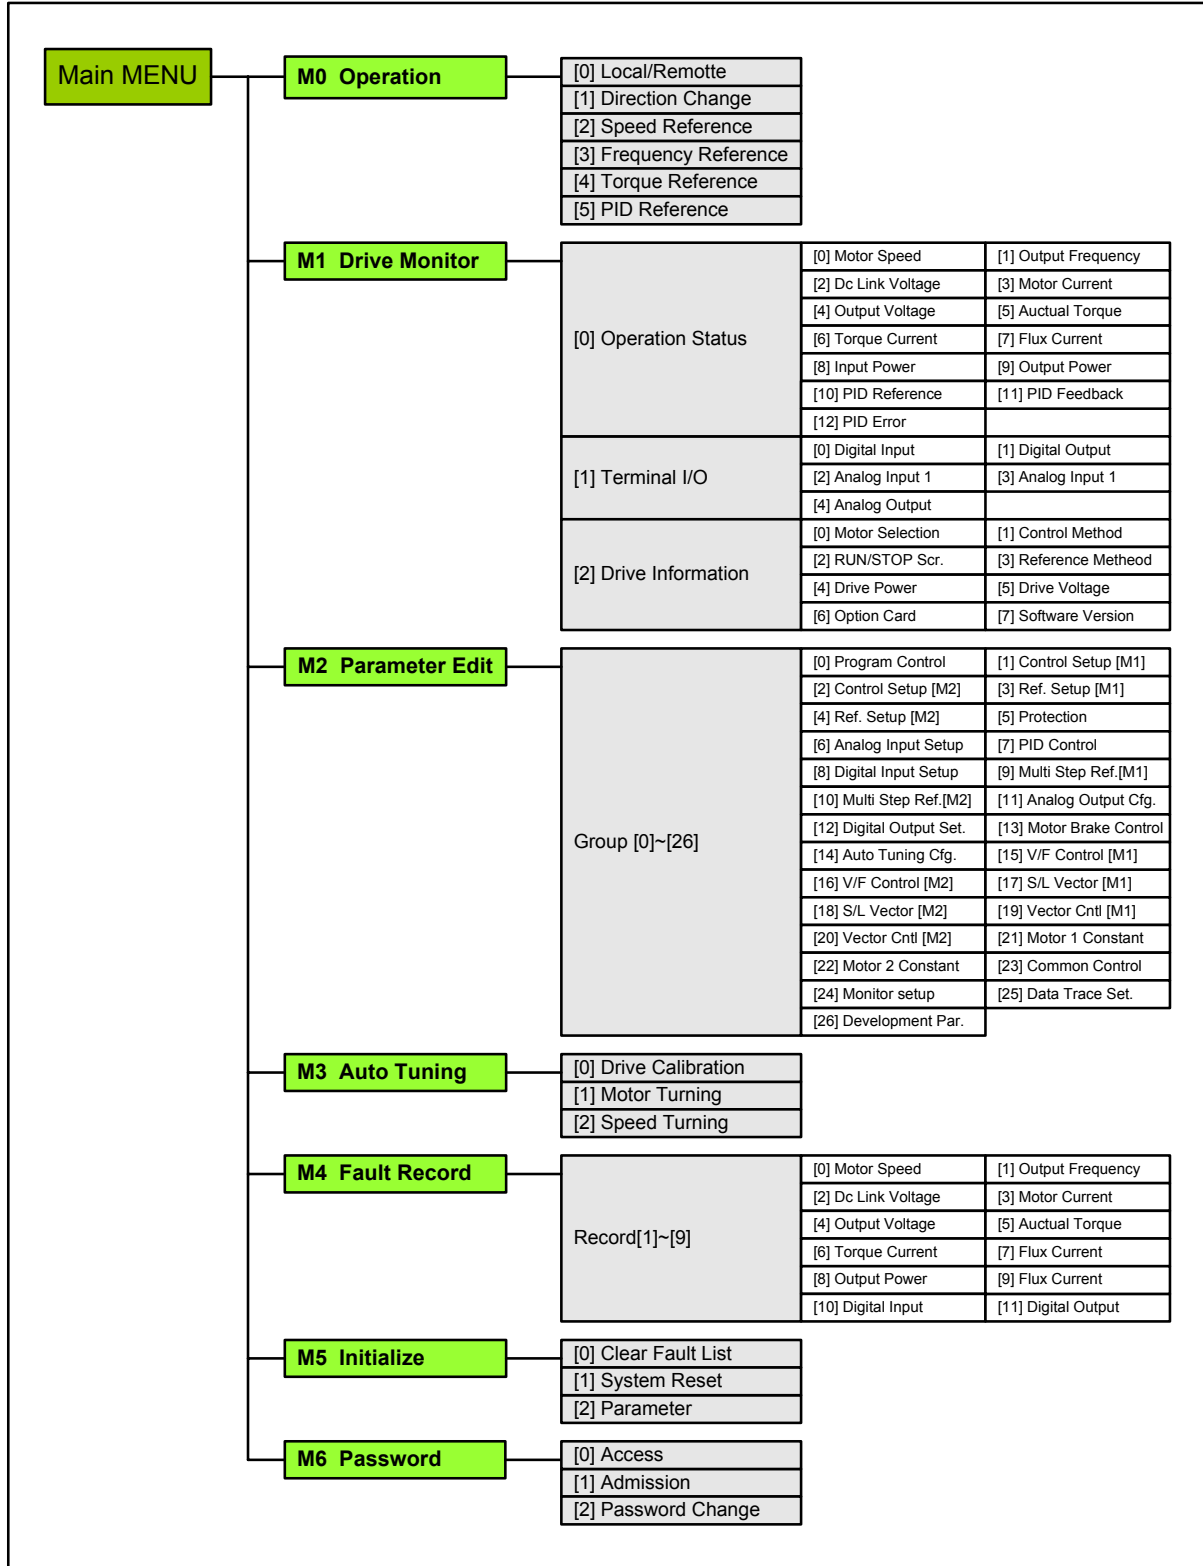 Main MENU
M0 Operation
[0] Local/Remotte
[1] Direction Change
[2] Speed Reference
[3] Frequency Reference
[4] Torque Reference
[5] PID Reference
M1 Drive Monitor
[0] Operation Status
[0] Motor Speed [1] Output Frequency
[2] Dc Link Voltage [3] Motor Current
[4] Output Voltage [5] Auctual Torque
[6] Torque Current [7] Flux Current
[8] Input Power [9] Output Power
[10] PID Reference [11] PID Feedback
[12] PID Error
[1] Terminal I/O
[0] Digital Input [1] Digital Output
[2] Analog Input 1 [3] Analog Input 1
[4] Analog Output
[2] Drive Information
[0] Motor Selection [1] Control Method
[2] RUN/STOP Scr. [3] Reference Metheod
[4] Drive Power [5] Drive Voltage
[6] Option Card [7] Software Version
M2 Parameter Edit
Group [0]~[26]
[0] Program Control [1] Control Setup [M1]
[2] Control Setup [M2] [3] Ref. Setup [M1]
[4] Ref. Setup [M2] [5] Protection
[6] Analog Input Setup [7] PID Control
[8] Digital Input Setup [9] Multi Step Ref.[M1]
[10] Multi Step Ref.[M2] [11] Analog Output Cfg.
[12] Digital Output Set. [13] Motor Brake Control
[14] Auto Tuning Cfg. [15] V/F Control [M1]
[16] V/F Control [M2] [17] S/L Vector [M1]
[18] S/L Vector [M2] [19] Vector Cntl [M1]
[20] Vector Cntl [M2] [21] Motor 1 Constant
[22] Motor 2 Constant [23] Common Control
[24] Monitor setup [25] Data Trace Set.
[26] Development Par.
M3 Auto Tuning
[0] Drive Calibration
[1] Motor Turning
[2] Speed Turning
M4 Fault Record
Record[1]~[9]
[0] Motor Speed [1] Output Frequency
[2] Dc Link Voltage [3] Motor Current
[4] Output Voltage [5] Auctual Torque
[6] Torque Current [7] Flux Current
[8] Output Power [9] Flux Current
[10] Digital Input [11] Digital Output
M5 Initialize
[0] Clear Fault List
[1] System Reset
[2] Parameter
M6 Password
[0] Access
[1] Admission
[2] Password Change